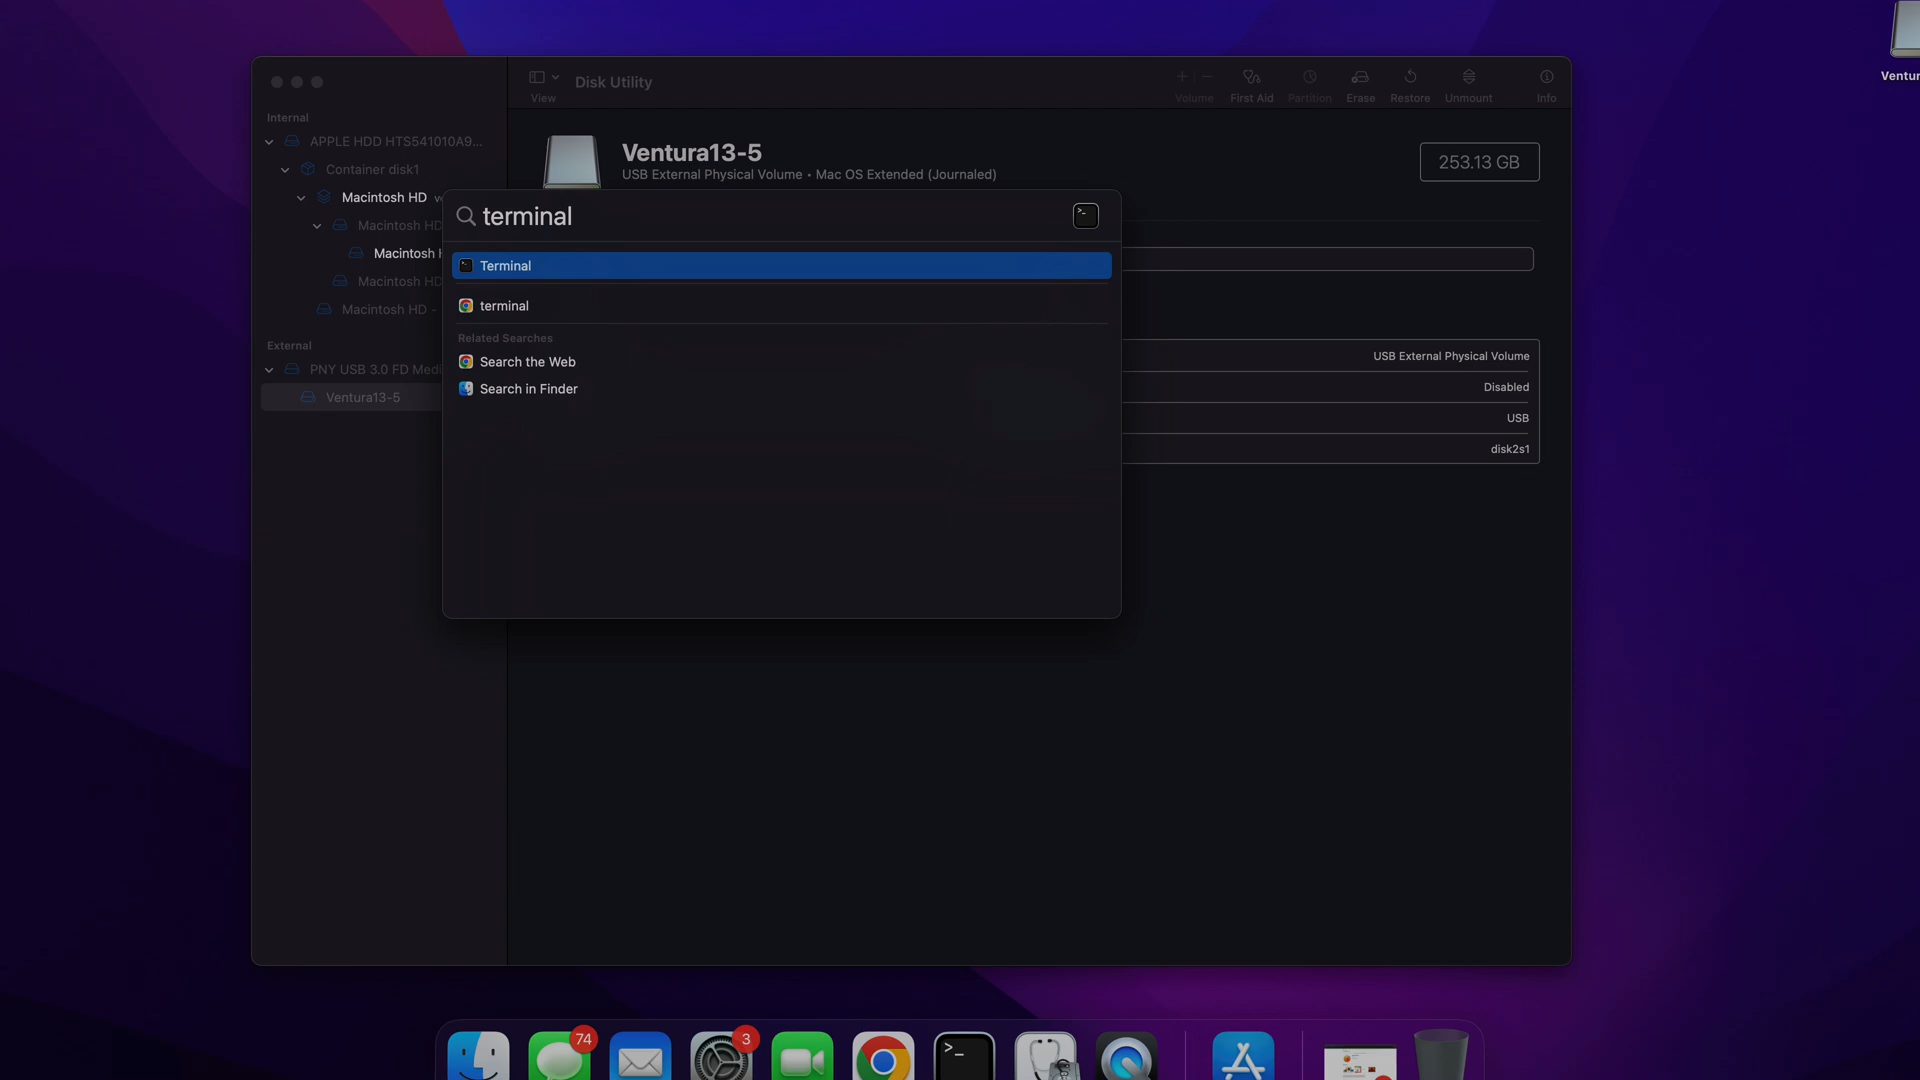 Ventur
Disk Utility
View
Volume
First Aid
Partition
Erase
Restore
Unmount
Info
Internal
APPLE HDD HTS541010A9...
Container disk1
Macintosh HD
Macintosh HD
Macintosh H
Macintosh HD
Macintosh HD -
External
PNY USB 3.0 FD Medi
Ventura13-5
Ventura13-5
USB External Physical Volume • Mac OS Extended (Journaled)
253.13 GB
terminal
>_
Terminal
terminal
Related Searches
Search the Web
Search in Finder
USB External Physical Volume
Disabled
USB
disk2s1
74
3
>_